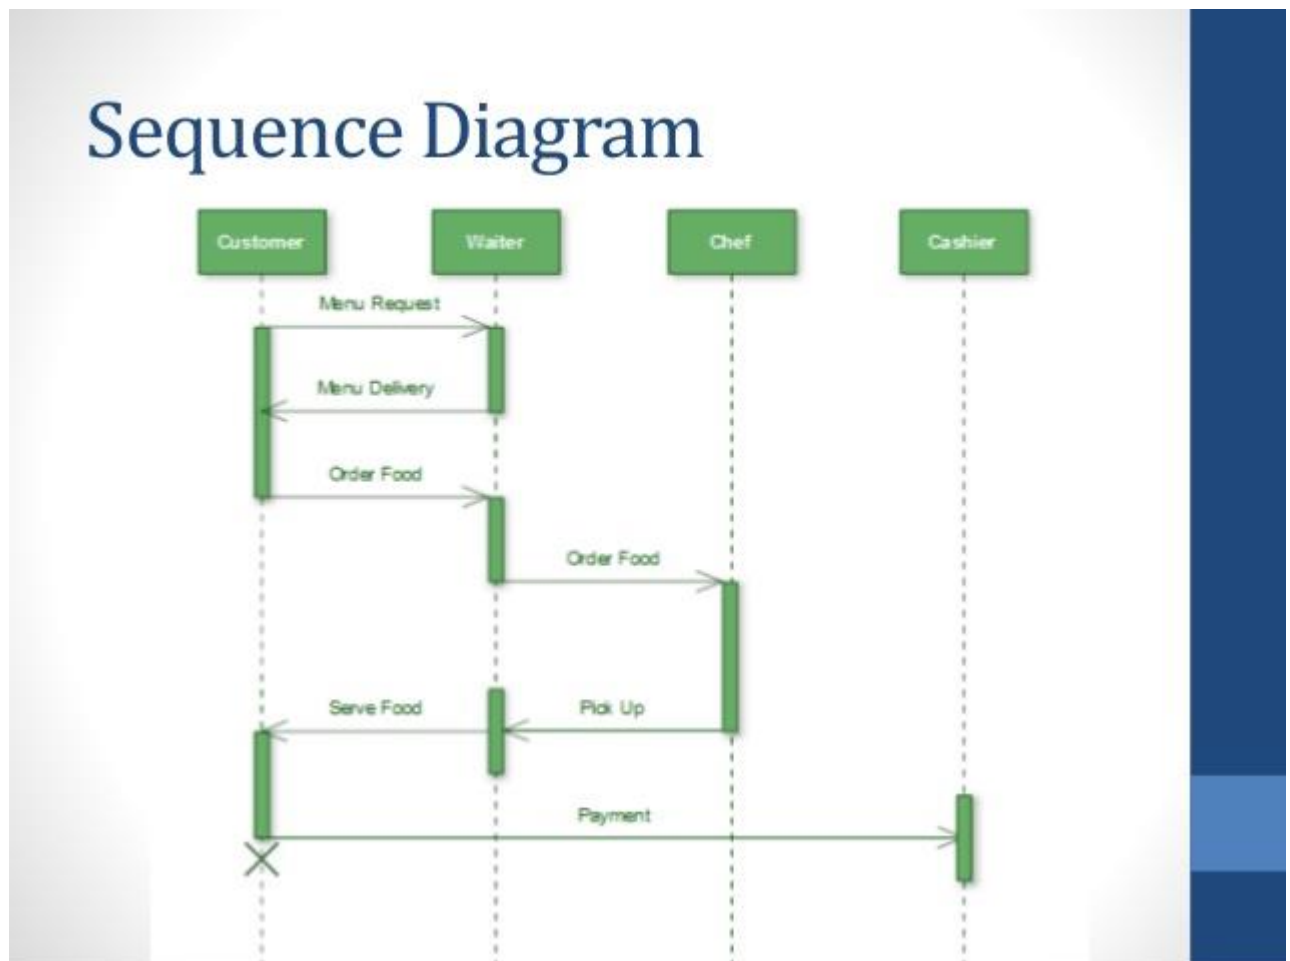 Sequence Diagram
Customer
Waiter
Chef
Cashier
Menu Request
Menu Delivery
Order Food
Order Food
Serve Food
Pick Up
Payment